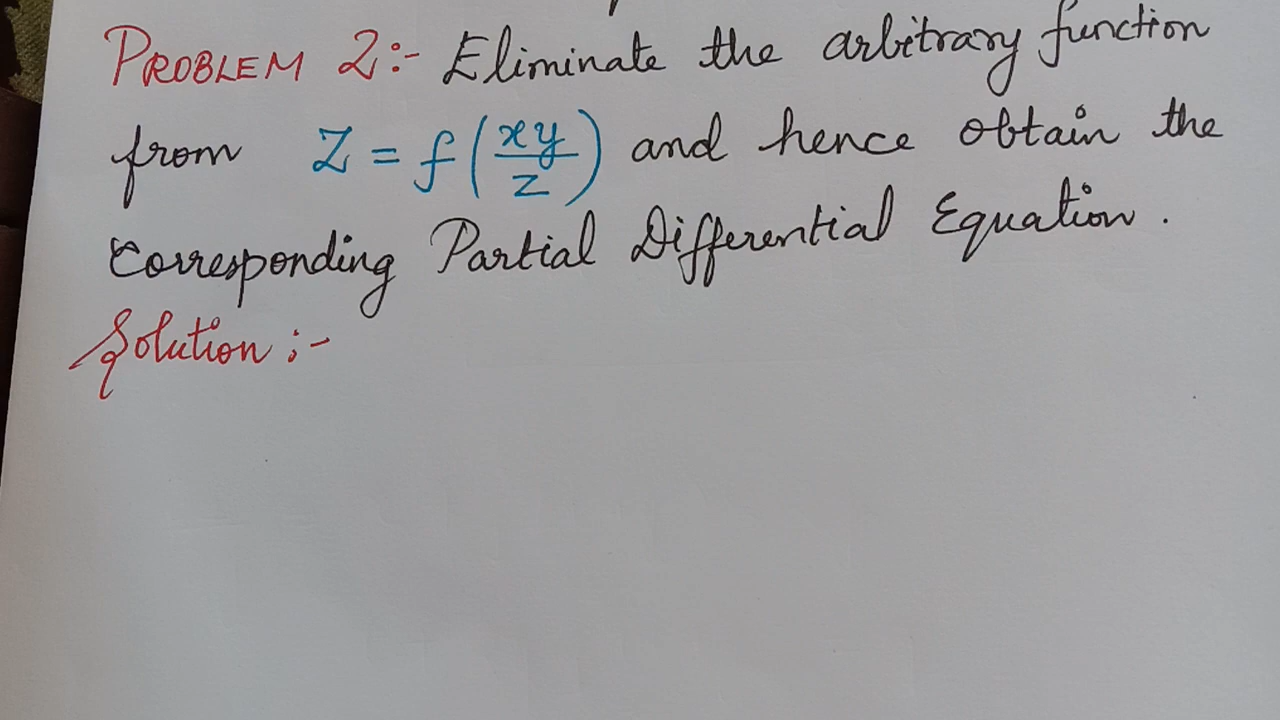 PROBLEM 2:- Eliminate the arbitrary function
from Z = f(xy/z) and hence obtain the
Corresponding Partial Differential Equation.
Solution :-